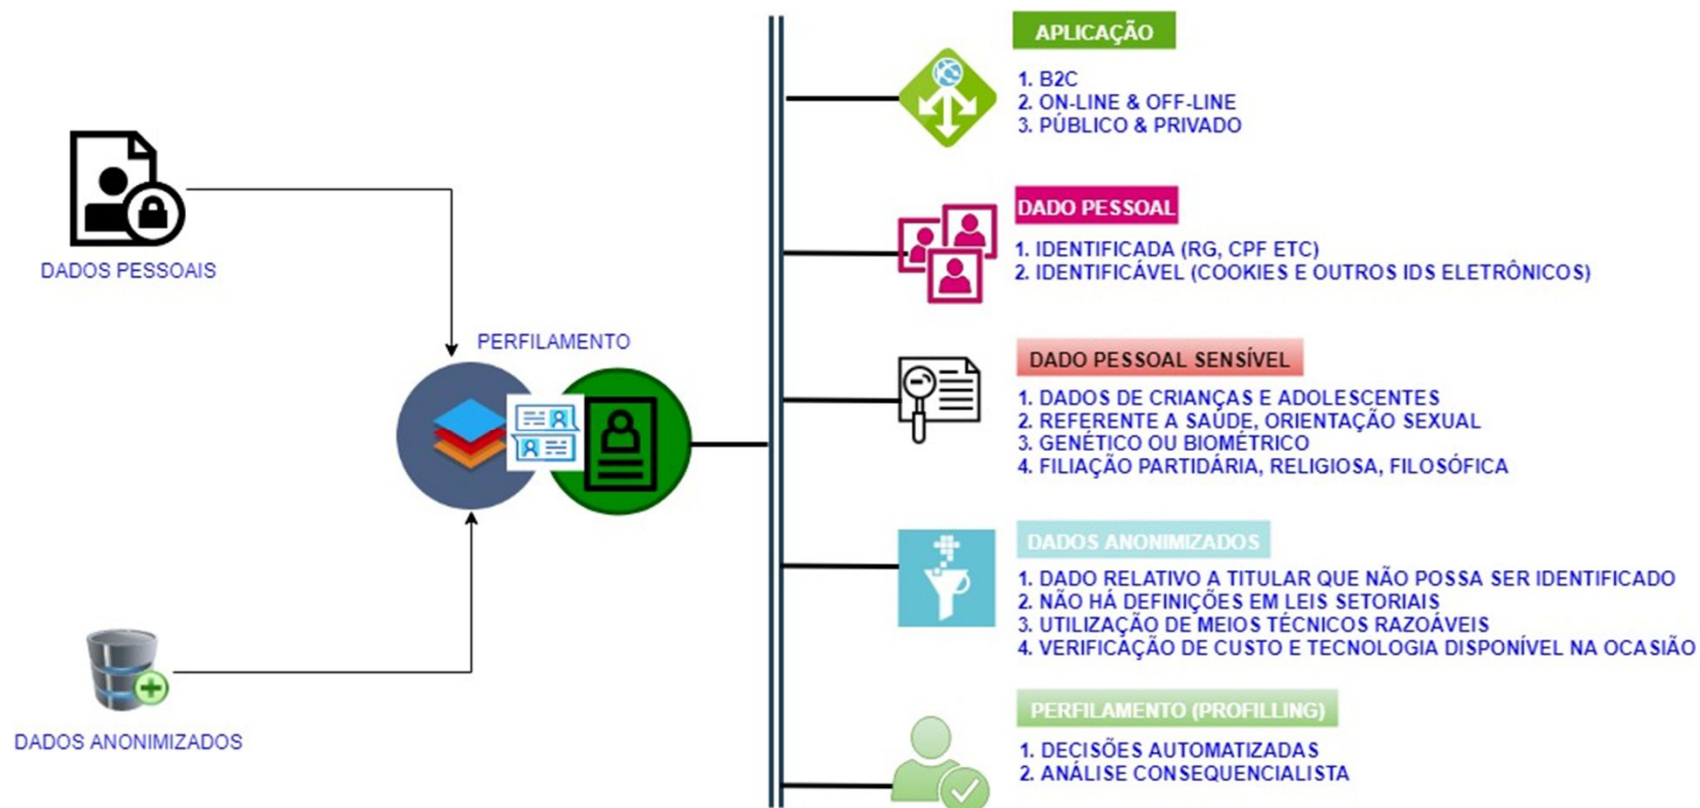 DADOS PESSOAIS
PERFILAMENTO
DADOS ANONIMIZADOS
APLICAÇÃO
1. B2C
2. ON-LINE & OFF-LINE
3. PÚBLICO & PRIVADO
DADO PESSOAL
1. IDENTIFICADA (RG, CPF ETC)
2. IDENTIFICÁVEL (COOKIES E OUTROS IDS ELETRÔNICOS)
DADO PESSOAL SENSÍVEL
1. DADOS DE CRIANÇAS E ADOLESCENTES
2. REFERENTE A SAÚDE, ORIENTAÇÃO SEXUAL
3. GENÉTICO OU BIOMÉTRICO
4. FILIAÇÃO PARTIDÁRIA, RELIGIOSA, FILOSÓFICA
DADOS ANONIMIZADOS
1. DADO RELATIVO A TITULAR QUE NÃO POSSA SER IDENTIFICADO
2. NÃO HÁ DEFINIÇÕES EM LEIS SETORIAIS
3. UTILIZAÇÃO DE MEIOS TÉCNICOS RAZOÁVEIS
4. VERIFICAÇÃO DE CUSTO E TECNOLOGIA DISPONÍVEL NA OCASIÃO
PERFILAMENTO (PROFILLING)
1. DECISÕES AUTOMATIZADAS
2. ANÁLISE CONSEQUENCIALISTA